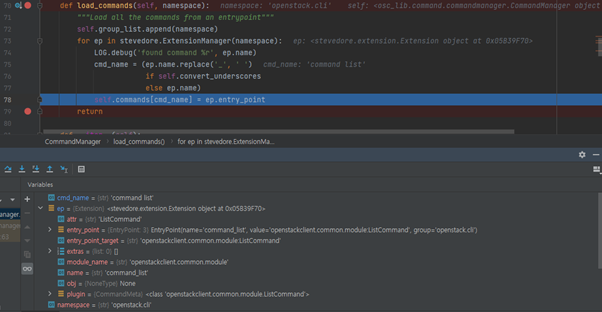 70 def load_commands(self, namespace): namespace: 'openstack.cli' self: <osc_lib.command.commandmanager.CommandManager object
71 """Load all the commands from an entrypoint"""
72 self.group_list.append(namespace)
73 for ep in stevedore.ExtensionManager(namespace): ep: <stevedore.extension.Extension object at 0x05B39F70>
74 LOG.debug('found command %r', ep.name)
75 cmd_name = (ep.name.replace('_', ' ') cmd_name: 'command list'
76 if self.convert_underscores
77 else ep.name)
78 self.commands[cmd_name] = ep.entry_point
79 return
80
CommandManager > load_commands() > for ep in stevedore.ExtensionMa...
Variables
cmd_name = {str} 'command list'
ep = {Extension} <stevedore.extension.Extension object at 0x05B39F70>
attr = {str} 'ListCommand'
entry_point = {EntryPoint: 3} EntryPoint(name='command_list', value='openstackclient.common.module:ListCommand', group='openstack.cli')
entry_point_target = {str} 'openstackclient.common.module:ListCommand'
extras = {list: 0} []
module_name = {str} 'openstackclient.common.module'
name = {str} 'command_list'
obj = {NoneType} None
plugin = {CommandMeta} <class 'openstackclient.common.module.ListCommand'>
namespace = {str} 'openstack.cli'